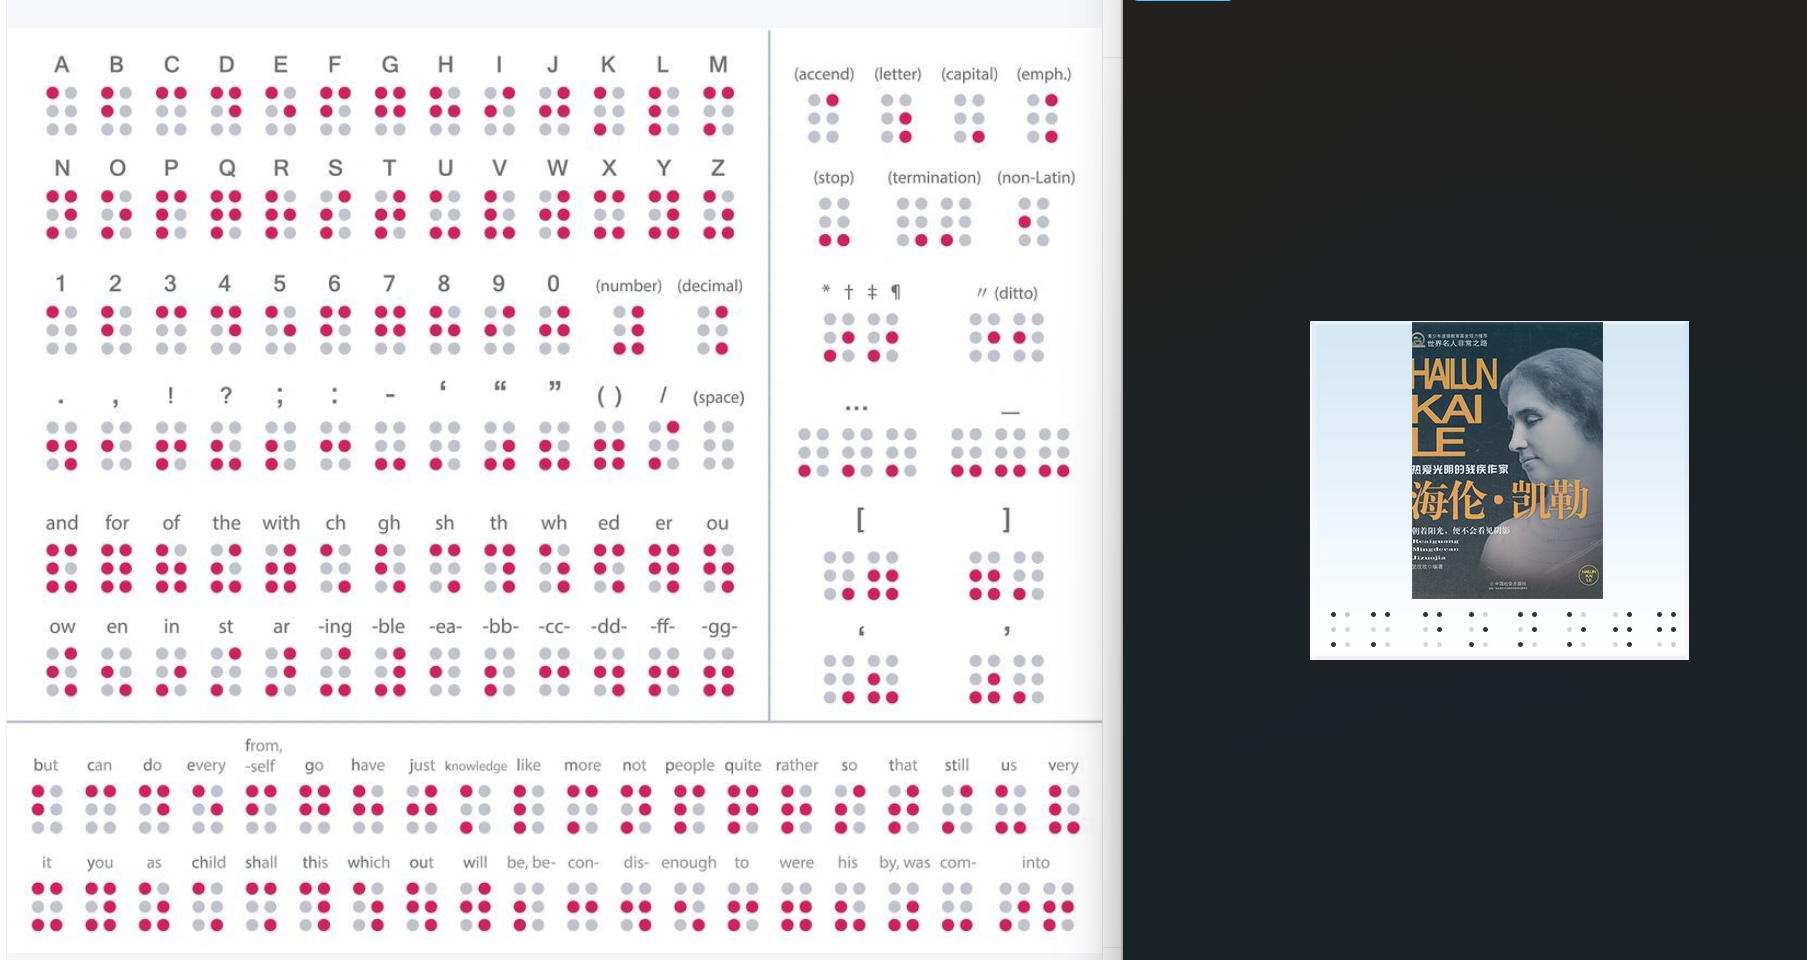 A B C D E F G H I J K L M
N O P Q R S T U V W X Y Z
1 2 3 4 5 6 7 8 9 0 (number) (decimal)
. , ! ? ; : - ‘ “ ” ( ) / (space)
and for of the with ch gh sh th wh ed er ou
ow en in st ar -ing -ble -ea- -bb- -cc- -dd- -ff- -gg-
(accend) (letter) (capital) (emph.)
(stop) (termination) (non-Latin)
* † ‡ ¶ 〃 (ditto)
... —
[ ]
‘ ’
but can do every from, -self go have just knowledge like more not people quite rather so that still us very
it you as child shall this which out will be, be- con- dis- enough to were his by, was com- into
世界名人非常之路
HAILUN
KAI
LE
热爱光明的残疾作家
海伦·凯勒
朝着阳光，便不会看见阴影
Reaiguang
Mingdecan
Jizuojia